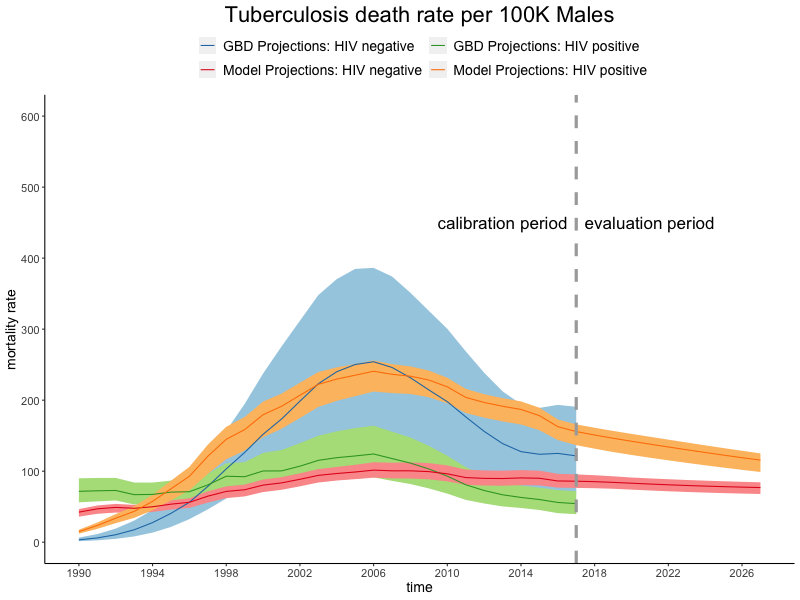 Tuberculosis death rate per 100K Males
GBD Projections: HIV negative GBD Projections: HIV positive
Model Projections: HIV negative Model Projections: HIV positive
600
500
400
300
200
100
0
mortality rate
calibration period evaluation period
1990 1994 1998 2002 2006 2010 2014 2018 2022 2026
time